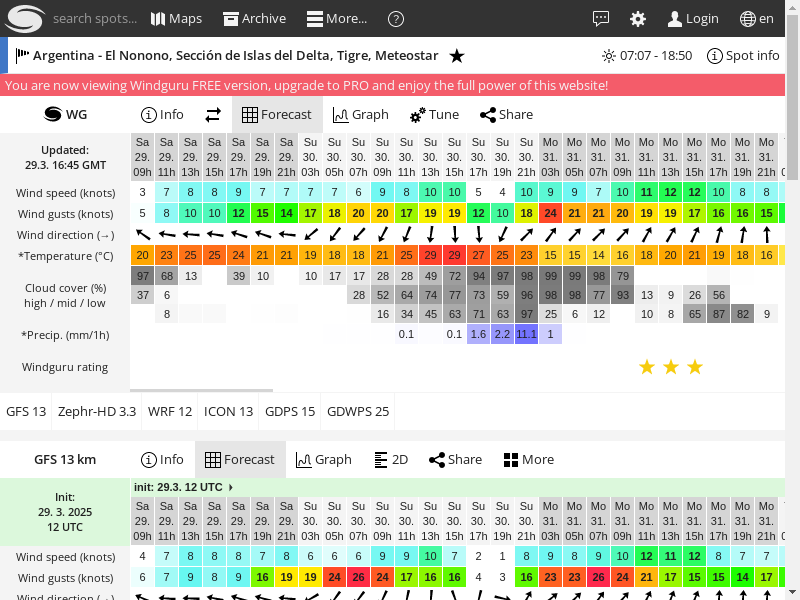 search spots... Maps Archive More... ? Login en
Argentina - El Nonono, Sección de Islas del Delta, Tigre, Meteostar 07:07 - 18:50 Spot info
You are now viewing Windguru FREE version, upgrade to PRO and enjoy the full power of this website!
WG Info Forecast Graph Tune Share
Updated:
29.3. 16:45 GMT
Sa Sa Sa Sa Sa Sa Sa Su Su Su Su Su Su Su Su Su Su Mo Mo Mo Mo Mo Mo Mo Mo Mo Mo
29. 29. 29. 29. 29. 29. 29. 30. 30. 30. 30. 30. 30. 30. 30. 30. 30. 31. 31. 31. 31. 31. 31. 31. 31. 31. 31.
09h 11h 13h 15h 17h 19h 21h 03h 05h 07h 09h 11h 13h 15h 17h 19h 21h 03h 05h 07h 09h 11h 13h 15h 17h 19h 21h
Wind speed (knots) 3 7 8 8 9 7 7 7 7 6 9 8 10 10 5 4 10 9 9 7 10 11 12 12 10 8 8
Wind gusts (knots) 5 8 10 10 12 15 14 17 18 20 20 17 19 19 12 10 18 24 21 21 20 19 19 17 16 16 15
Wind direction (→)
*Temperature (°C) 20 23 25 25 24 21 21 19 18 18 21 25 29 29 27 25 23 15 15 14 16 18 20 21 19 18 16
Cloud cover (%)
high / mid / low
97 68 13 39 10 10 17 17 28 28 49 72 94 97 98 99 99 98 79
37 6 28 52 64 74 77 73 59 96 98 98 77 93 13 9 26 56
8 16 34 45 63 71 63 97 25 6 12 10 8 65 87 82 9
*Precip. (mm/1h) 0.1 0.1 1.6 2.2 11.1 1
Windguru rating
GFS 13 Zephr-HD 3.3 WRF 12 ICON 13 GDPS 15 GDWPS 25
GFS 13 km Info Forecast Graph 2D Share More
Init:
29. 3. 2025
12 UTC
init: 29.3. 12 UTC
Sa Sa Sa Sa Sa Sa Sa Su Su Su Su Su Su Su Su Su Su Mo Mo Mo Mo Mo Mo Mo Mo Mo Mo
29. 29. 29. 29. 29. 29. 29. 30. 30. 30. 30. 30. 30. 30. 30. 30. 30. 31. 31. 31. 31. 31. 31. 31. 31. 31. 31.
09h 11h 13h 15h 17h 19h 21h 03h 05h 07h 09h 11h 13h 15h 17h 19h 21h 03h 05h 07h 09h 11h 13h 15h 17h 19h 21h
Wind speed (knots) 4 7 8 8 8 7 8 6 6 6 9 9 10 7 2 1 8 9 8 9 10 12 11 12 8 7 7
Wind gusts (knots) 6 7 9 8 9 16 19 19 24 26 24 17 16 16 4 3 16 23 23 26 24 21 17 15 15 14 17
Wind direction (→)